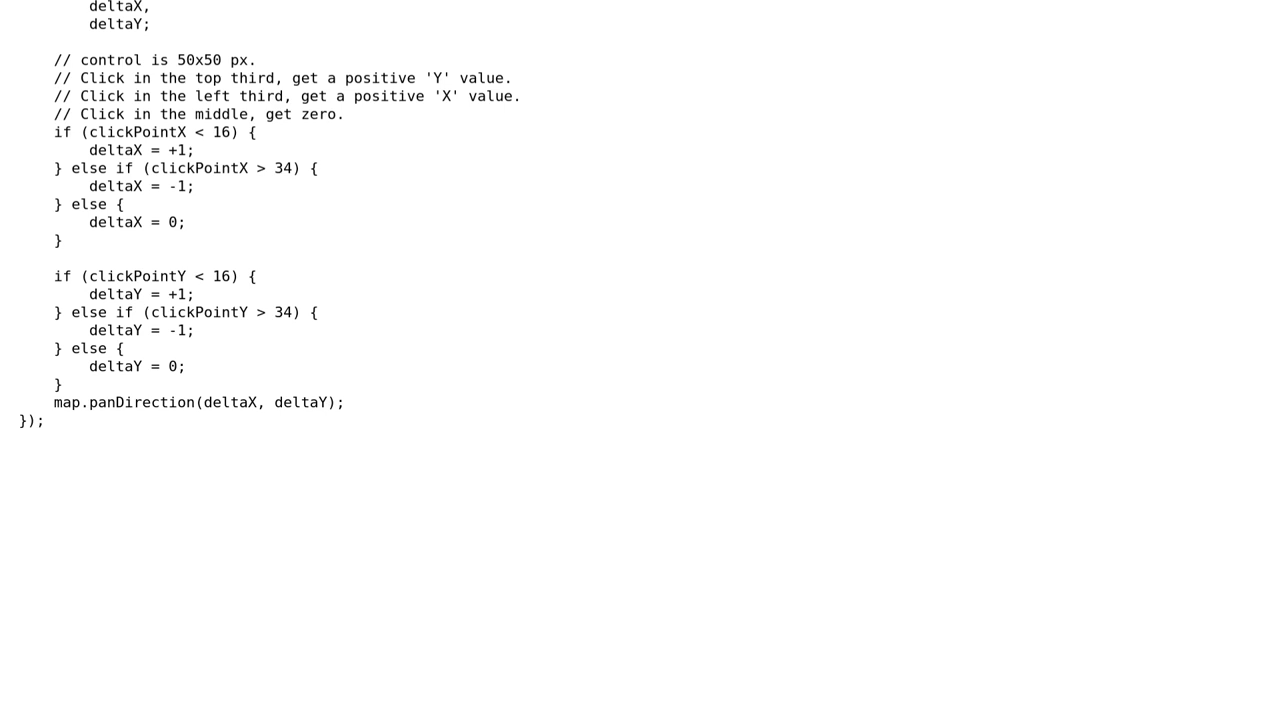 deltaX,
        deltaY;

    // control is 50x50 px.
    // Click in the top third, get a positive 'Y' value.
    // Click in the left third, get a positive 'X' value.
    // Click in the middle, get zero.
    if (clickPointX < 16) {
        deltaX = +1;
    } else if (clickPointX > 34) {
        deltaX = -1;
    } else {
        deltaX = 0;
    }

    if (clickPointY < 16) {
        deltaY = +1;
    } else if (clickPointY > 34) {
        deltaY = -1;
    } else {
        deltaY = 0;
    }
    map.panDirection(deltaX, deltaY);
});